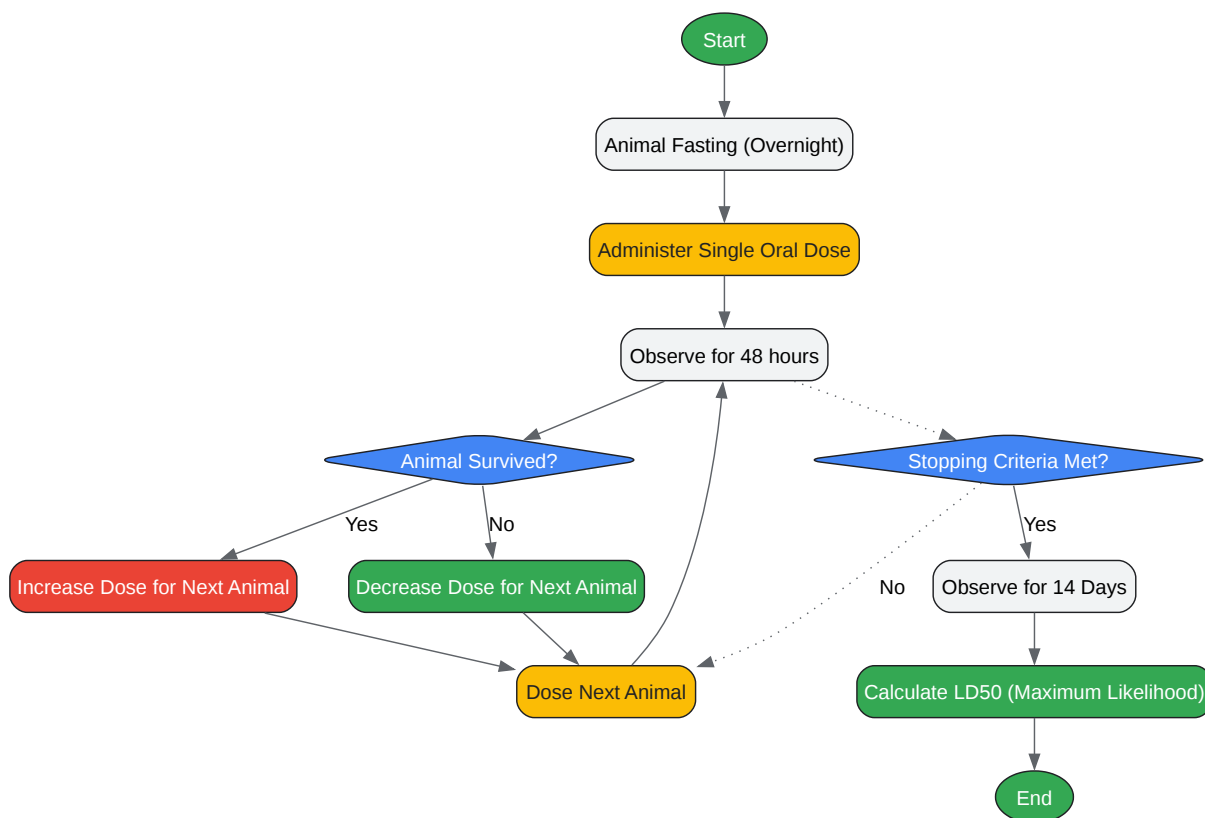 Start
Animal Fasting (Overnight)
Administer Single Oral Dose
Observe for 48 hours
Animal Survived?
Stopping Criteria Met?
Yes
No
Yes
Increase Dose for Next Animal
Decrease Dose for Next Animal
No
Observe for 14 Days
Dose Next Animal
Calculate LD50 (Maximum Likelihood)
End